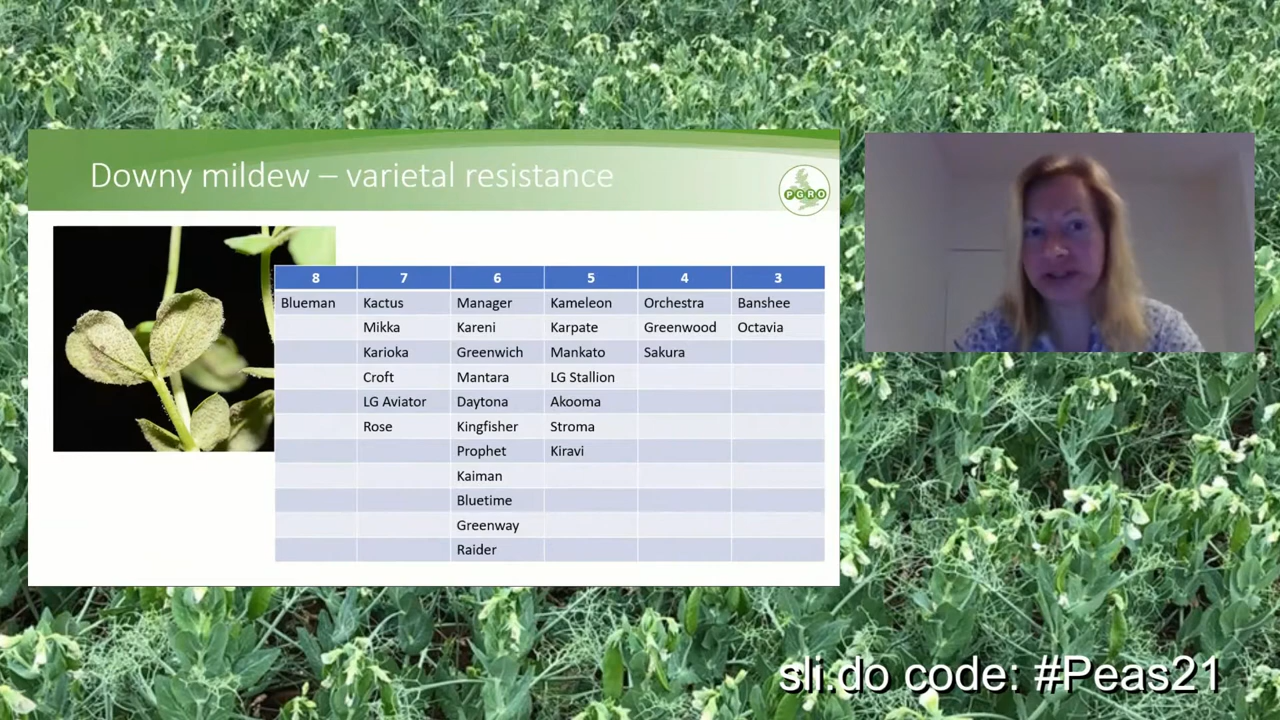 Downy mildew – varietal resistance
PGRO
8 7 6 5 4 3
Blueman Kactus Manager Kameleon Orchestra Banshee
Mikka Kareni Karpate Greenwood Octavia
Karioka Greenwich Mankato Sakura
Croft Mantara LG Stallion
LG Aviator Daytona Akooma
Rose Kingfisher Stroma
Prophet Kiravi
Kaiman
Bluetime
Greenway
Raider
sli.do code: #Peas21